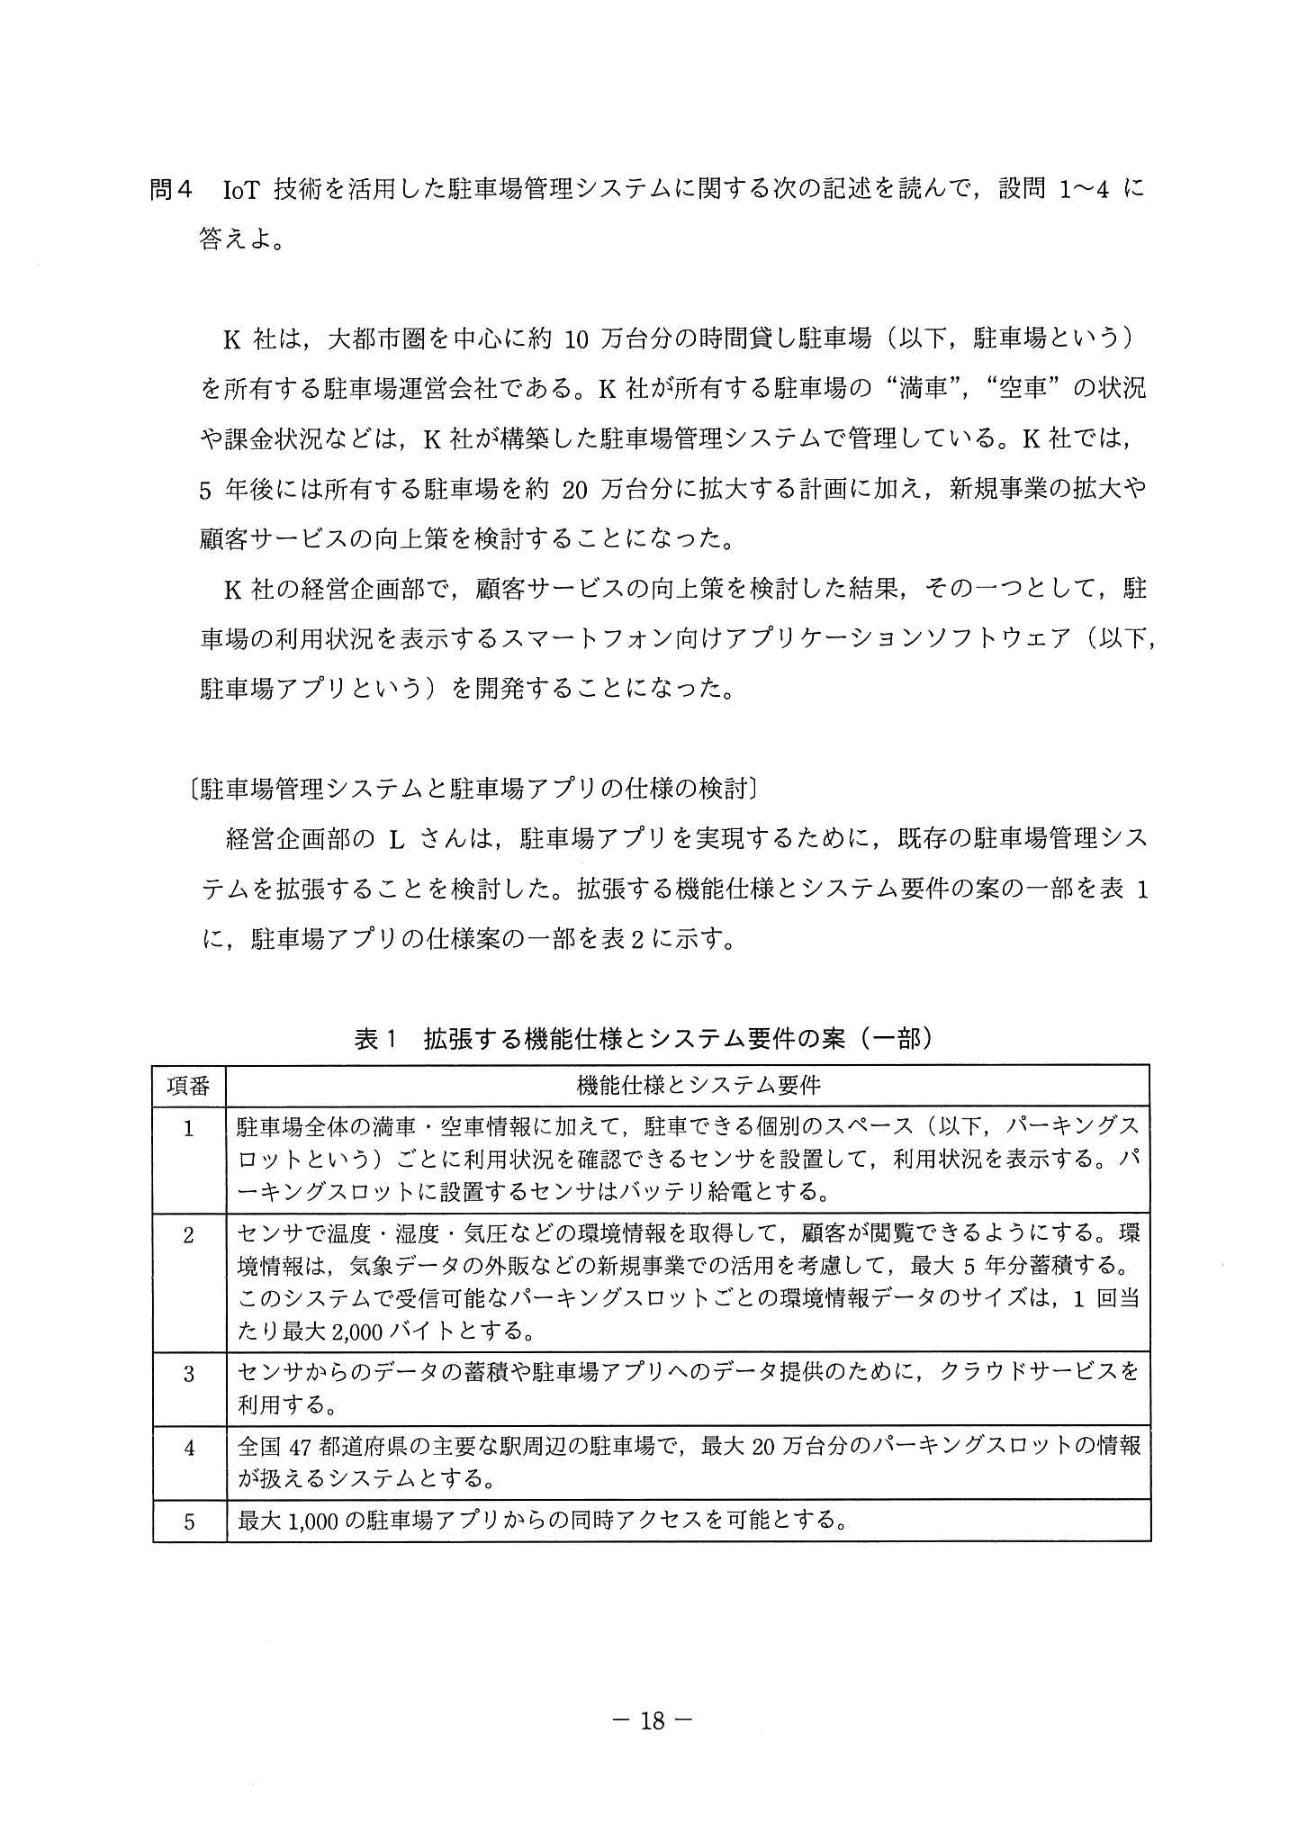 問4 IoT 技術を活用した駐車場管理システムに関する次の記述を読んで，設問 1～4 に
答えよ。
K 社は，大都市圏を中心に約 10 万台分の時間貸し駐車場（以下，駐車場という）
を所有する駐車場運営会社である。K 社が所有する駐車場の“満車”，“空車”の状況
や課金状況などは，K 社が構築した駐車場管理システムで管理している。K 社では，
5 年後には所有する駐車場を約 20 万台分に拡大する計画に加え，新規事業の拡大や
顧客サービスの向上策を検討することになった。
K 社の経営企画部で，顧客サービスの向上策を検討した結果，その一つとして，駐
車場の利用状況を表示するスマートフォン向けアプリケーションソフトウェア（以下，
駐車場アプリという）を開発することになった。
〔駐車場管理システムと駐車場アプリの仕様の検討〕
経営企画部の L さんは，駐車場アプリを実現するために，既存の駐車場管理シス
テムを拡張することを検討した。拡張する機能仕様とシステム要件の案の一部を表 1
に，駐車場アプリの仕様案の一部を表 2 に示す。
表 1 拡張する機能仕様とシステム要件の案（一部）
項番 機能仕様とシステム要件
1 駐車場全体の満車・空車情報に加えて，駐車できる個別のスペース（以下，パーキングス
ロットという）ごとに利用状況を確認できるセンサを設置して，利用状況を表示する。パ
ーキングスロットに設置するセンサはバッテリ給電とする。
2 センサで温度・湿度・気圧などの環境情報を取得して，顧客が閲覧できるようにする。環
境情報は，気象データの外販などの新規事業での活用を考慮して，最大 5 年分蓄積する。
このシステムで受信可能なパーキングスロットごとの環境情報データのサイズは，1 回当
たり最大 2,000 バイトとする。
3 センサからのデータの蓄積や駐車場アプリへのデータ提供のために，クラウドサービスを
利用する。
4 全国 47 都道府県の主要な駅周辺の駐車場で，最大 20 万台分のパーキングスロットの情報
が扱えるシステムとする。
5 最大 1,000 の駐車場アプリからの同時アクセスを可能とする。
－ 18 －